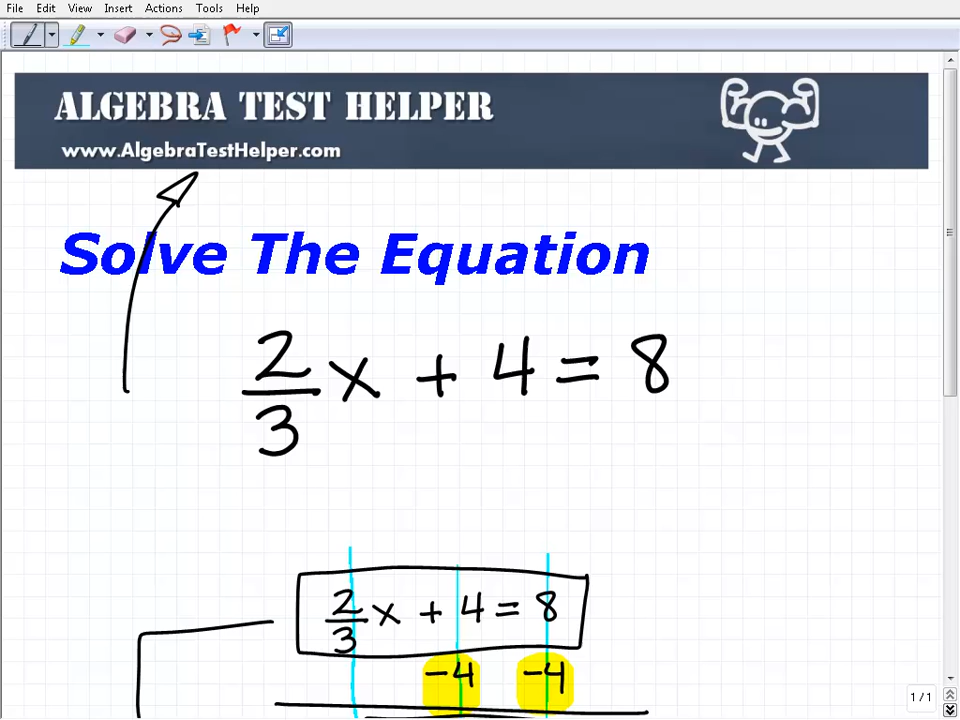 File Edit View Insert Actions Tools Help
ALGEBRA TEST HELPER
www.AlgebraTestHelper.com
Solve The Equation
2/3 x + 4 = 8
2/3 x + 4 = 8
-4 -4
1/1